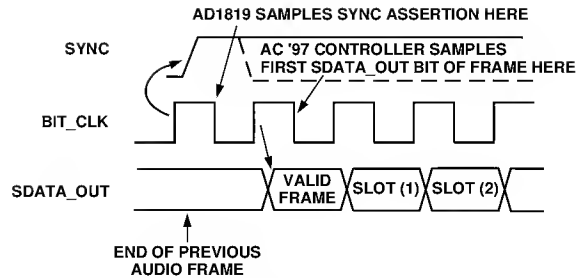 AD1819 SAMPLES SYNC ASSERTION HERE
SYNC
AC '97 CONTROLLER SAMPLES
FIRST SDATA_OUT BIT OF FRAME HERE
BIT_CLK
SDATA_OUT
VALID
FRAME
SLOT (1)
SLOT (2)
END OF PREVIOUS
AUDIO FRAME